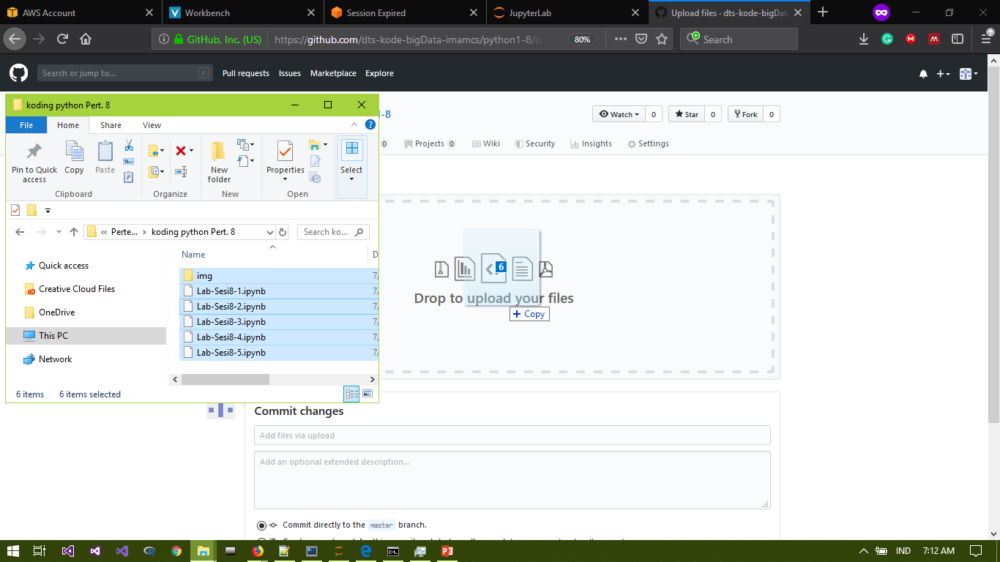 AWS Account
Workbench
Session Expired
JupyterLab
Upload files · dts-kode-bigData
GitHub, Inc. (US)
https://github.com/dts-kode-bigData-imamcs/python1-8/u
80%
Search
Search or jump to...
/
Pull requests
Issues
Marketplace
Explore
koding python Pert. 8
1-8
Watch
0
Star
0
Fork
0
File
Home
Share
View
0
Projects
0
Wiki
Security
Insights
Settings
Pin to Quick
access
Copy
Paste
New
folder
Properties
Select
Clipboard
Organize
New
Open
« Perte...
koding python Pert. 8
Search ko...
Name
D
Quick access
Creative Cloud Files
OneDrive
This PC
Network
img
7/
Lab-Sesi8-1.ipynb
7/
Lab-Sesi8-2.ipynb
7/
Lab-Sesi8-3.ipynb
7/
Lab-Sesi8-4.ipynb
7/
Lab-Sesi8-5.ipynb
7/
6 items
6 items selected
6
Drop to upload your files
+ Copy
Commit changes
Add files via upload
Add an optional extended description...
Commit directly to the master branch.
IND
7:12 AM